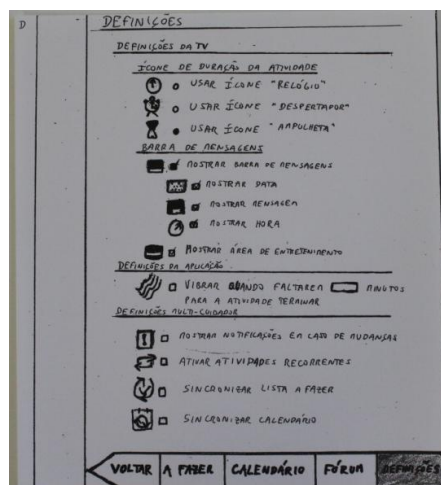 D
DEFINIÇÕES
DEFINIÇÕES DA TV
ÍCONE DE DURAÇÃO DA ATIVIDADE
USAR ÍCONE "RELÓGIO"
USAR ÍCONE "DESPERTADOR"
USAR ÍCONE "AMPULHETA"
BARRA DE MENSAGENS
MOSTRAR BARRA DE MENSAGENS
MOSTRAR DATA
MOSTRAR MENSAGEM
MOSTRAR HORA
MOSTRAR ÁREA DE ENTRETENIMENTO
DEFINIÇÕES DA APLICAÇÃO
VIBRAR QUANDO FALTAREM MINUTOS
PARA A ATIVIDADE TERMINAR
DEFINIÇÕES MULTI-CUIDADOR
MOSTRAR NOTIFICAÇÕES EM CASO DE MUDANÇAS
ATIVAR ATIVIDADES RECORRENTES
SINCRONIZAR LISTA A FAZER
SINCRONIZAR CALENDÁRIO
VOLTAR A FAZER CALENDÁRIO FÓRUM DEFINIÇÕES